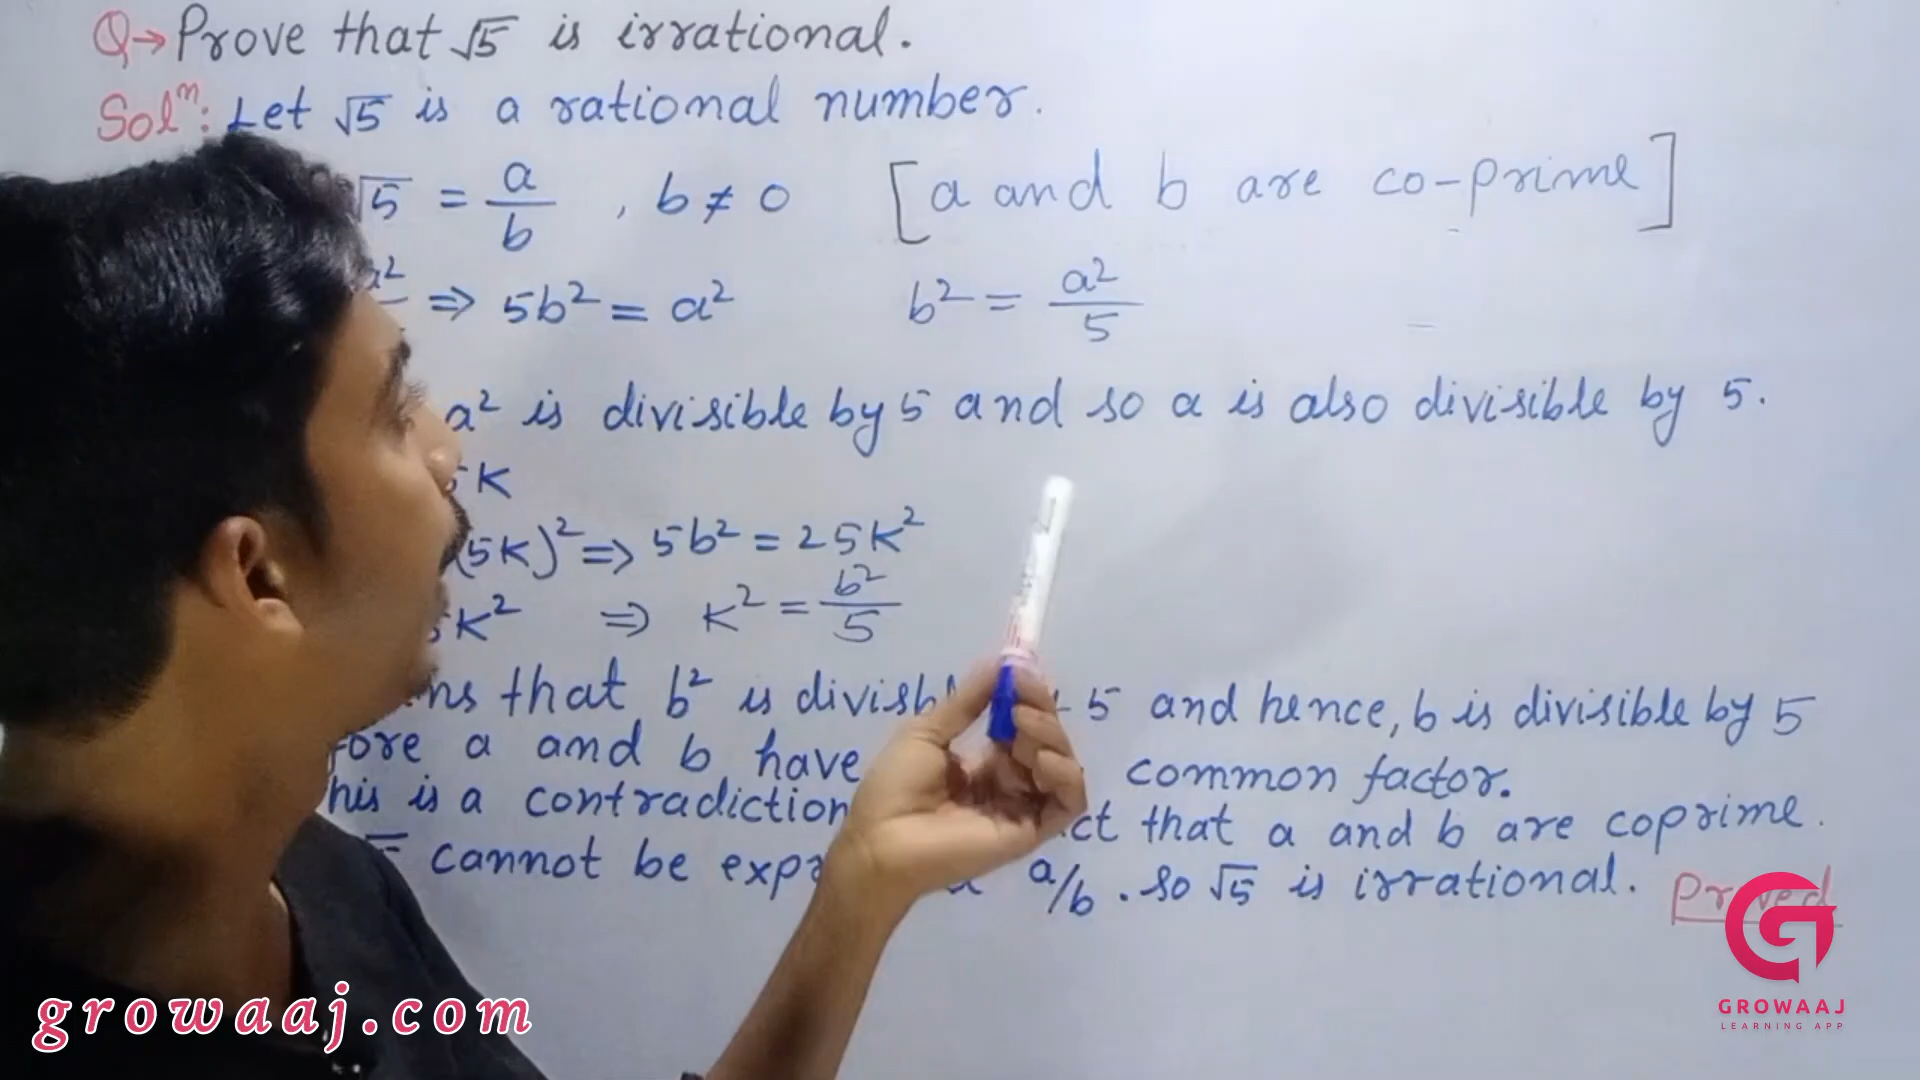 Q→ Prove that √5 is irrational.
Solⁿ: Let √5 is a rational number.
√5 = a/b , b ≠ 0 [a and b are co-prime]
a² ⇒ 5b² = a² b² = a²/5
a² is divisible by 5 and so a is also divisible by 5.
K
(5K)² ⇒ 5b² = 25K²
K² ⇒ K² = b²/5
that b² is 5 and hence, b is divisible by 5
a and b have common factor.
is a contradiction that a and b are coprime.
cannot be a/b . so √5 is irrational. Proved
growaaj.com
GROWAAJ
LEARNING APP